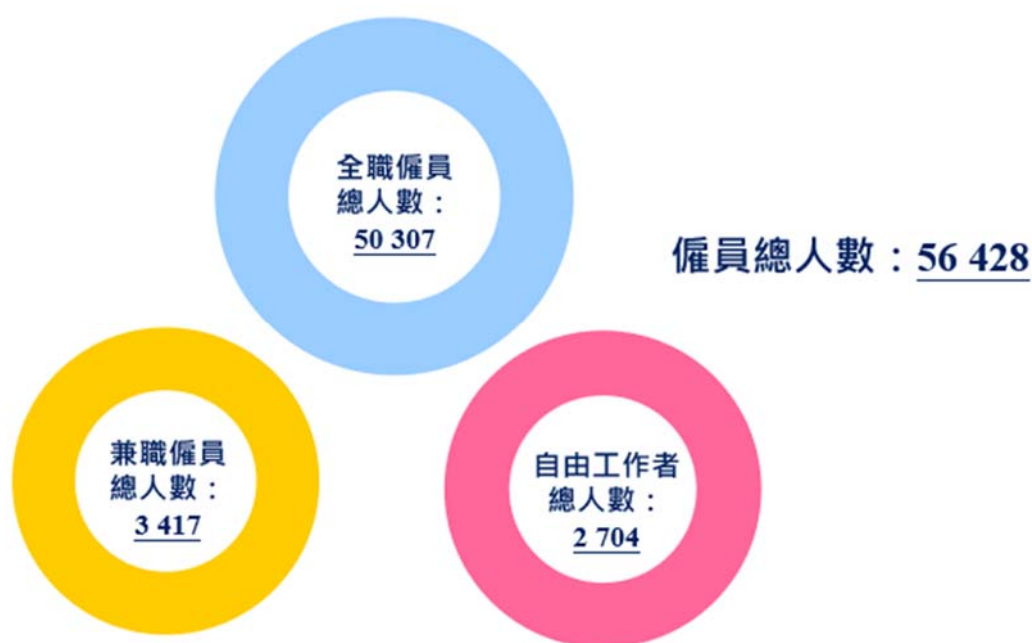 全職僱員
總人數：
50 307
僱員總人數：56 428
兼職僱員
總人數：
3 417
自由工作者
總人數：
2 704